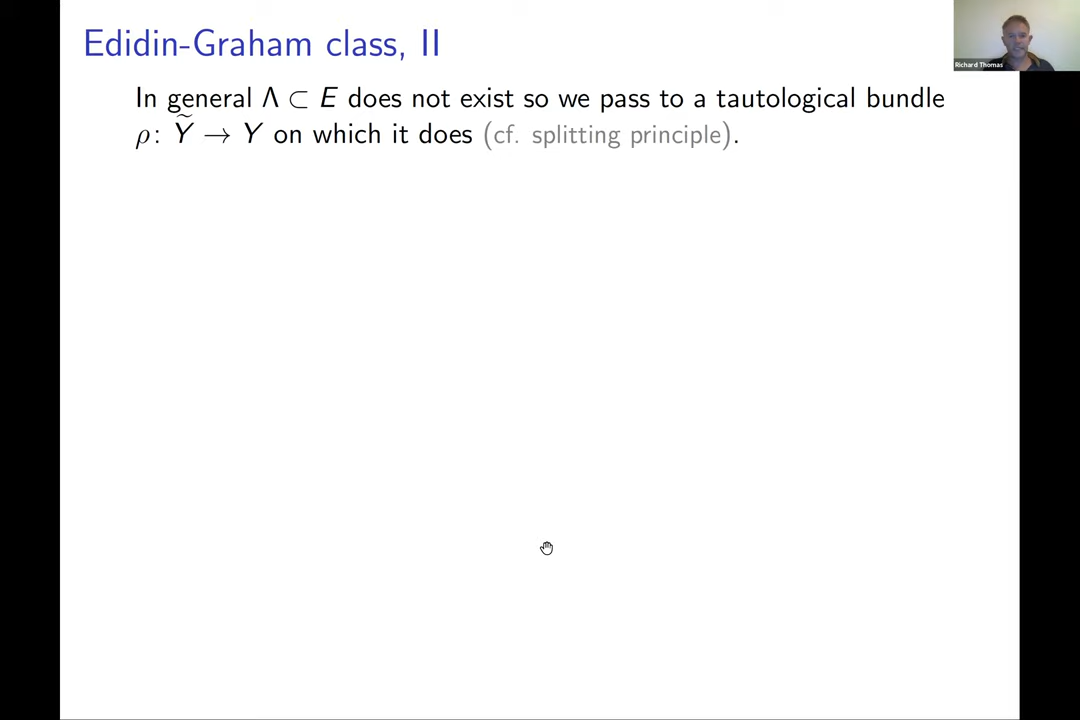 Edidin-Graham class, II
Richard Thomas
In general Λ ⊂ E does not exist so we pass to a tautological bundle
ρ: Ỹ → Y on which it does (cf. splitting principle).